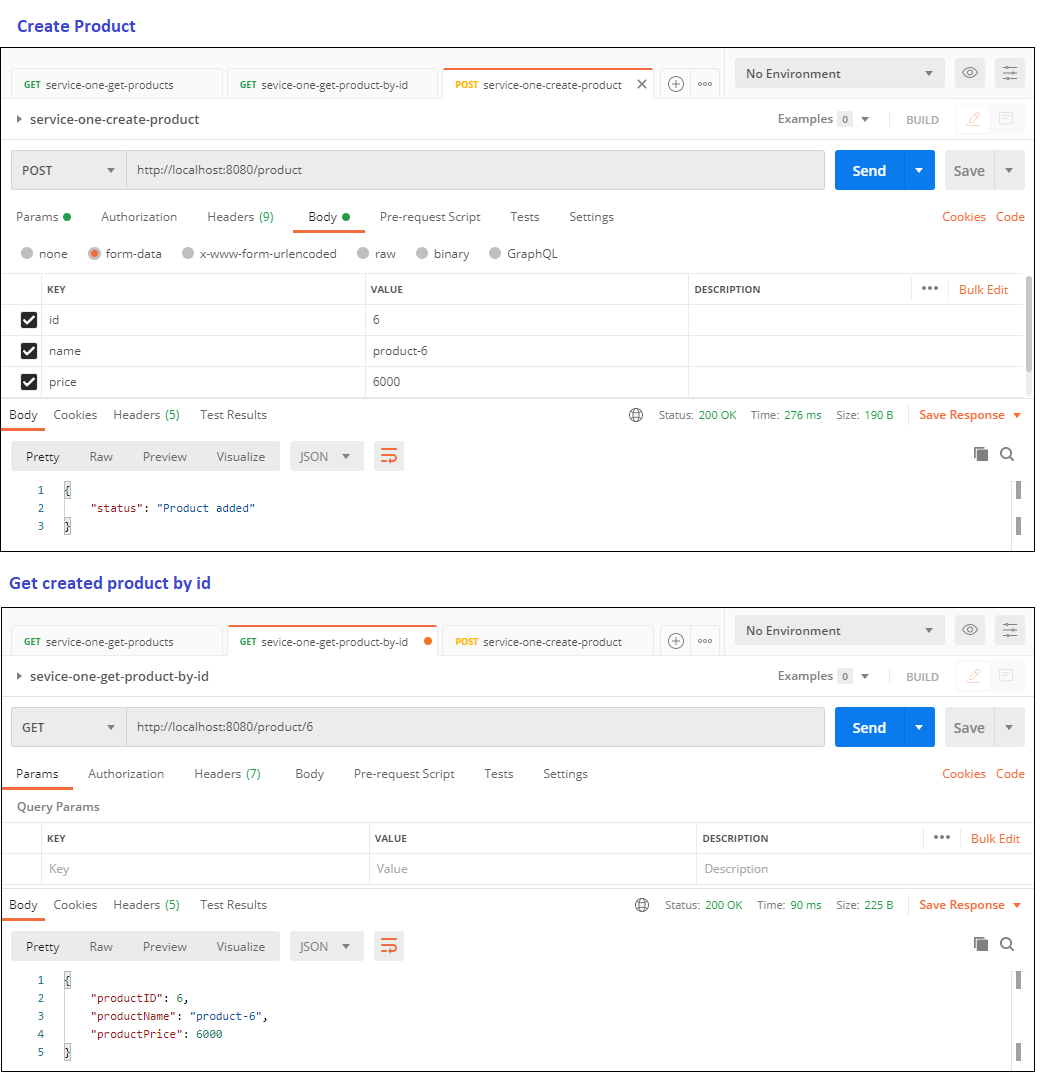 Create Product
GET service-one-get-products GET sevice-one-get-product-by-id POST service-one-create-product No Environment
service-one-create-product Examples 0 BUILD
POST http://localhost:8080/product Send Save
Params Authorization Headers (9) Body Pre-request Script Tests Settings Cookies Code
none form-data x-www-form-urlencoded raw binary GraphQL
KEY VALUE DESCRIPTION Bulk Edit
id 6
name product-6
price 6000
Body Cookies Headers (5) Test Results Status: 200 OK Time: 276 ms Size: 190 B Save Response
Pretty Raw Preview Visualize JSON
1 {
2 "status": "Product added"
3 }
Get created product by id
GET service-one-get-products GET sevice-one-get-product-by-id POST service-one-create-product No Environment
sevice-one-get-product-by-id Examples 0 BUILD
GET http://localhost:8080/product/6 Send Save
Params Authorization Headers (7) Body Pre-request Script Tests Settings Cookies Code
Query Params
KEY VALUE DESCRIPTION Bulk Edit
Key Value Description
Body Cookies Headers (5) Test Results Status: 200 OK Time: 90 ms Size: 225 B Save Response
Pretty Raw Preview Visualize JSON
1 {
2 "productID": 6,
3 "productName": "product-6",
4 "productPrice": 6000
5 }